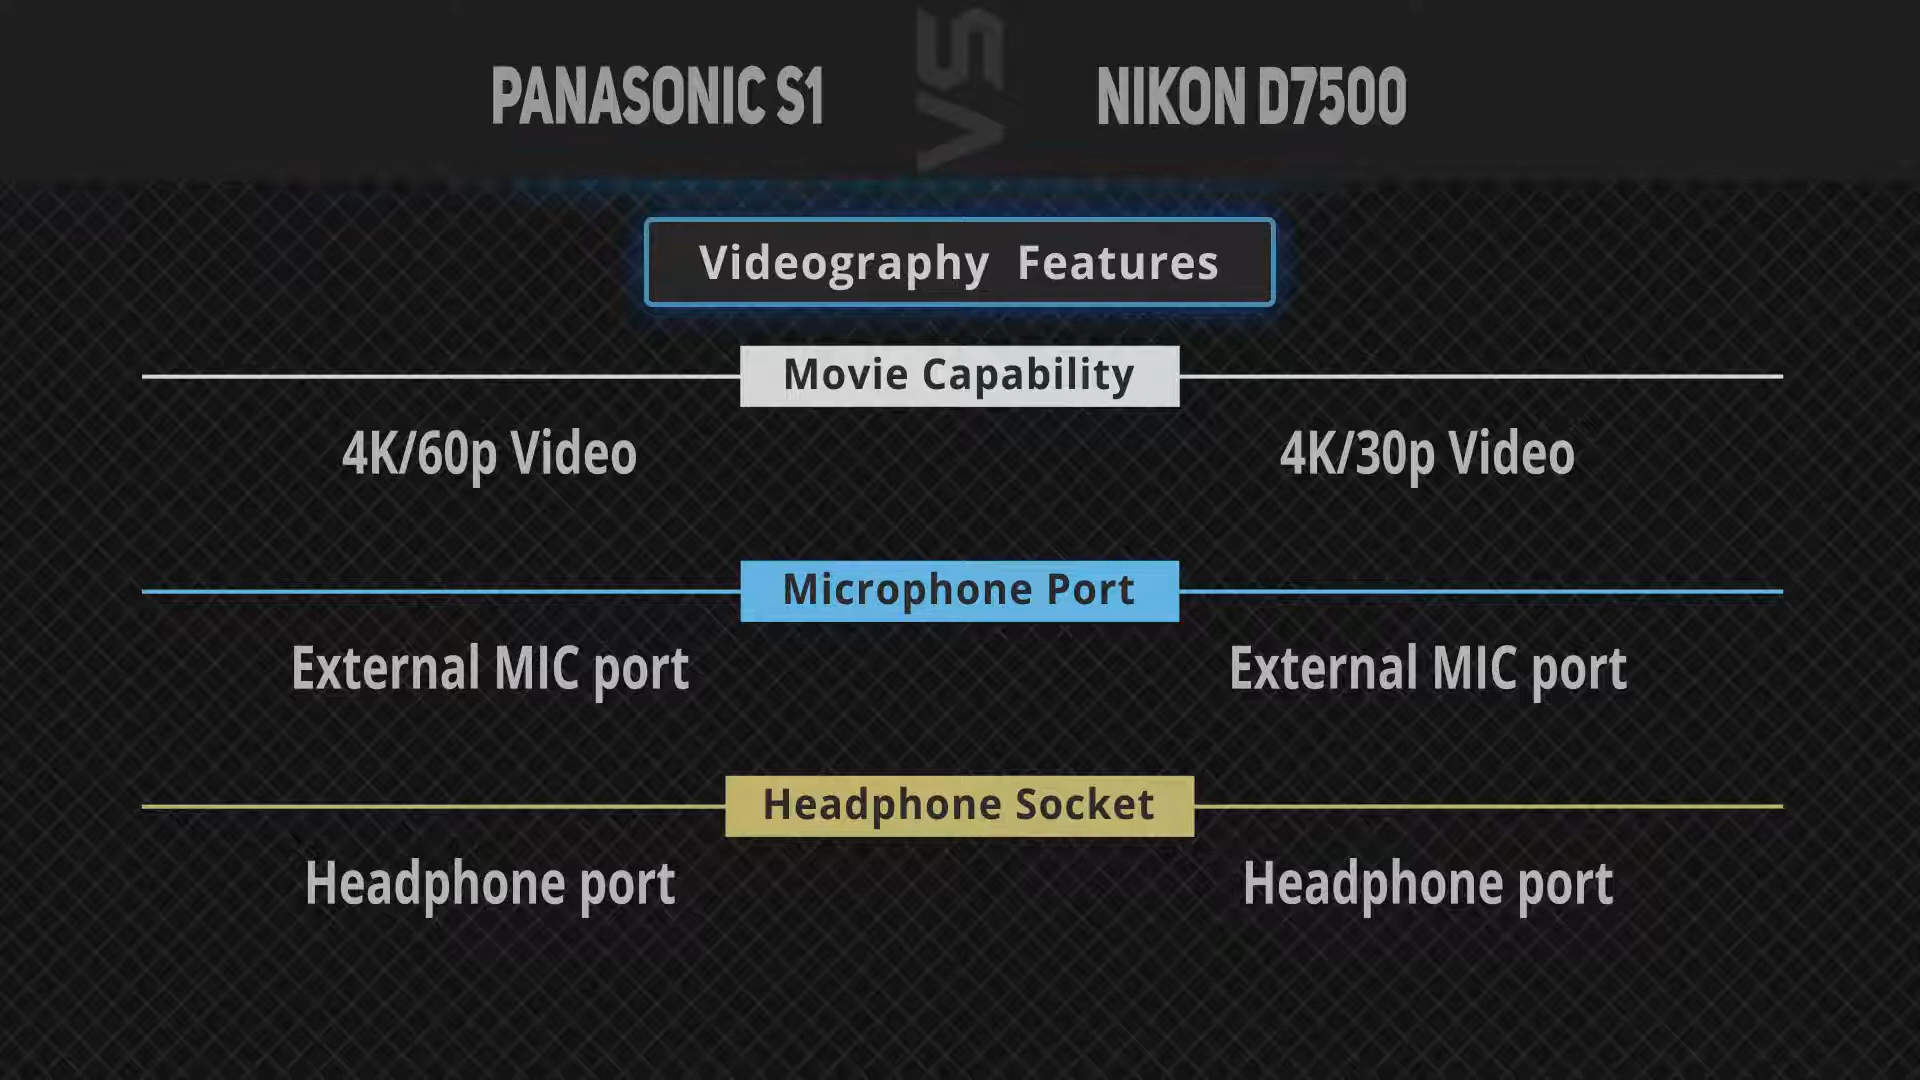 PANASONIC S1 VS NIKON D7500
Videography Features
Movie Capability
4K/60p Video 4K/30p Video
Microphone Port
External MIC port External MIC port
Headphone Socket
Headphone port Headphone port